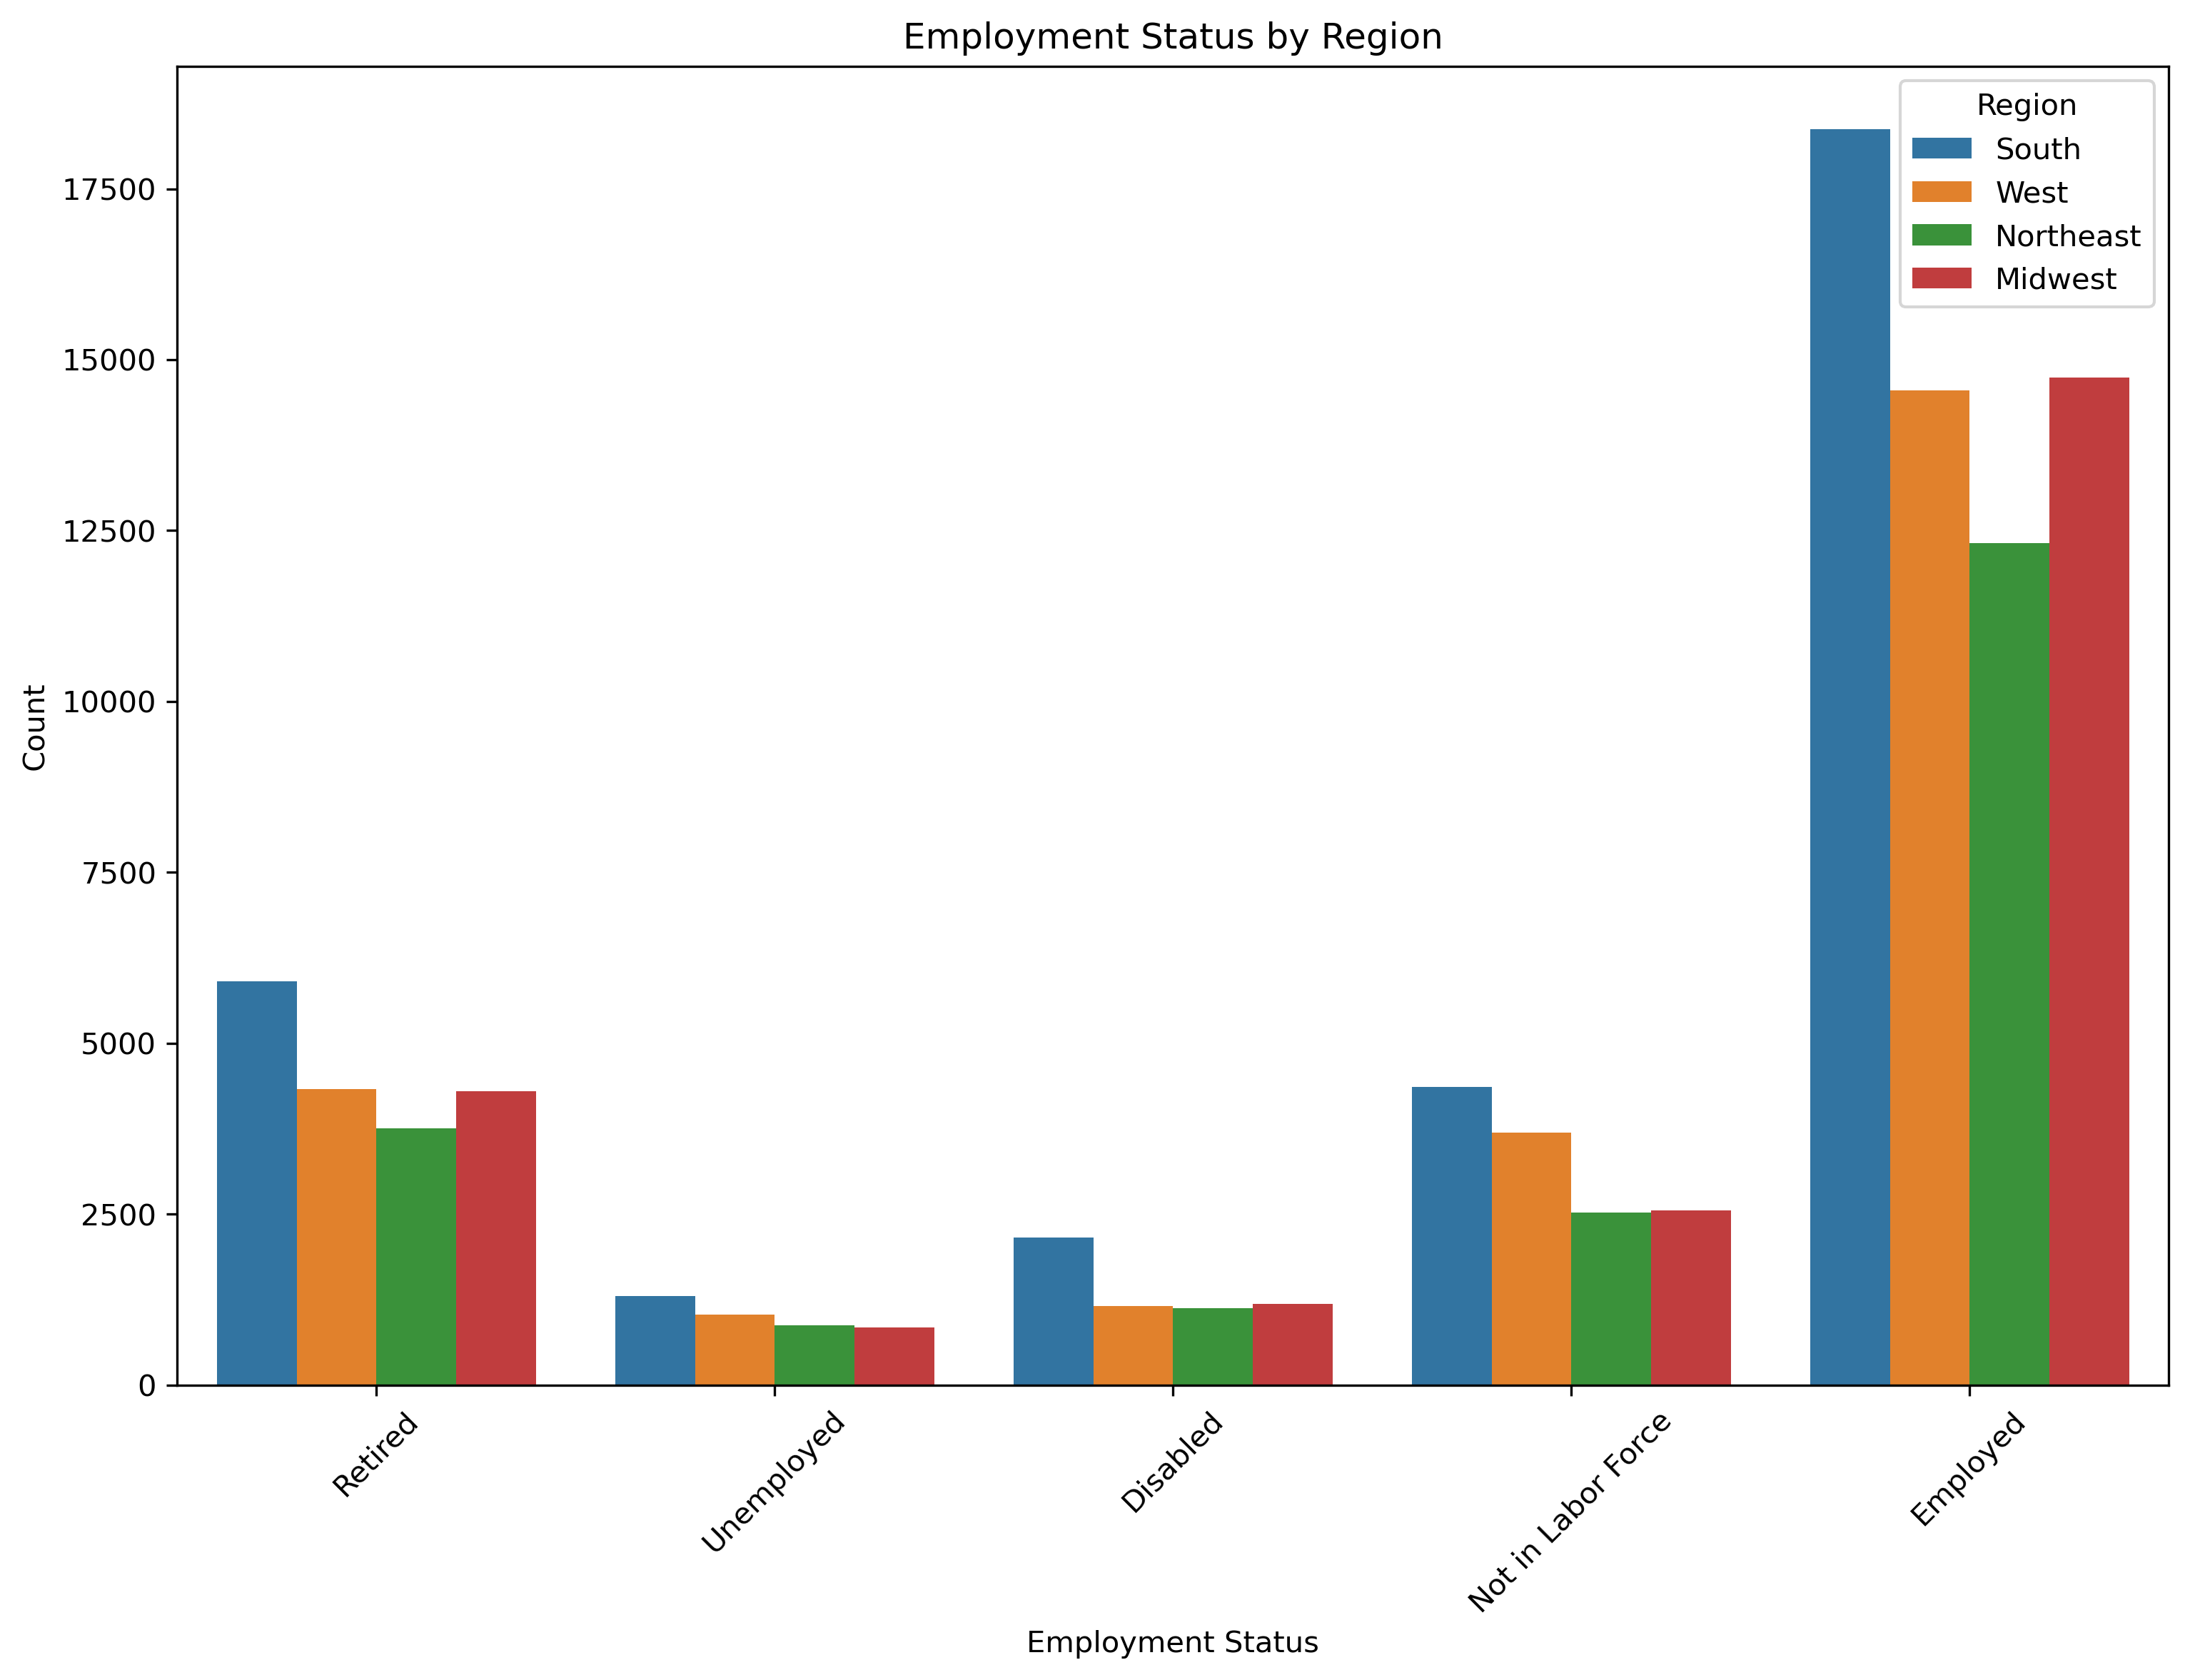 Employment Status by Region
Region
South
West
Northeast
Midwest
17500
15000
12500
10000
7500
5000
2500
0
Count
Retired
Unemployed
Disabled
Not in Labor Force
Employed
Employment Status